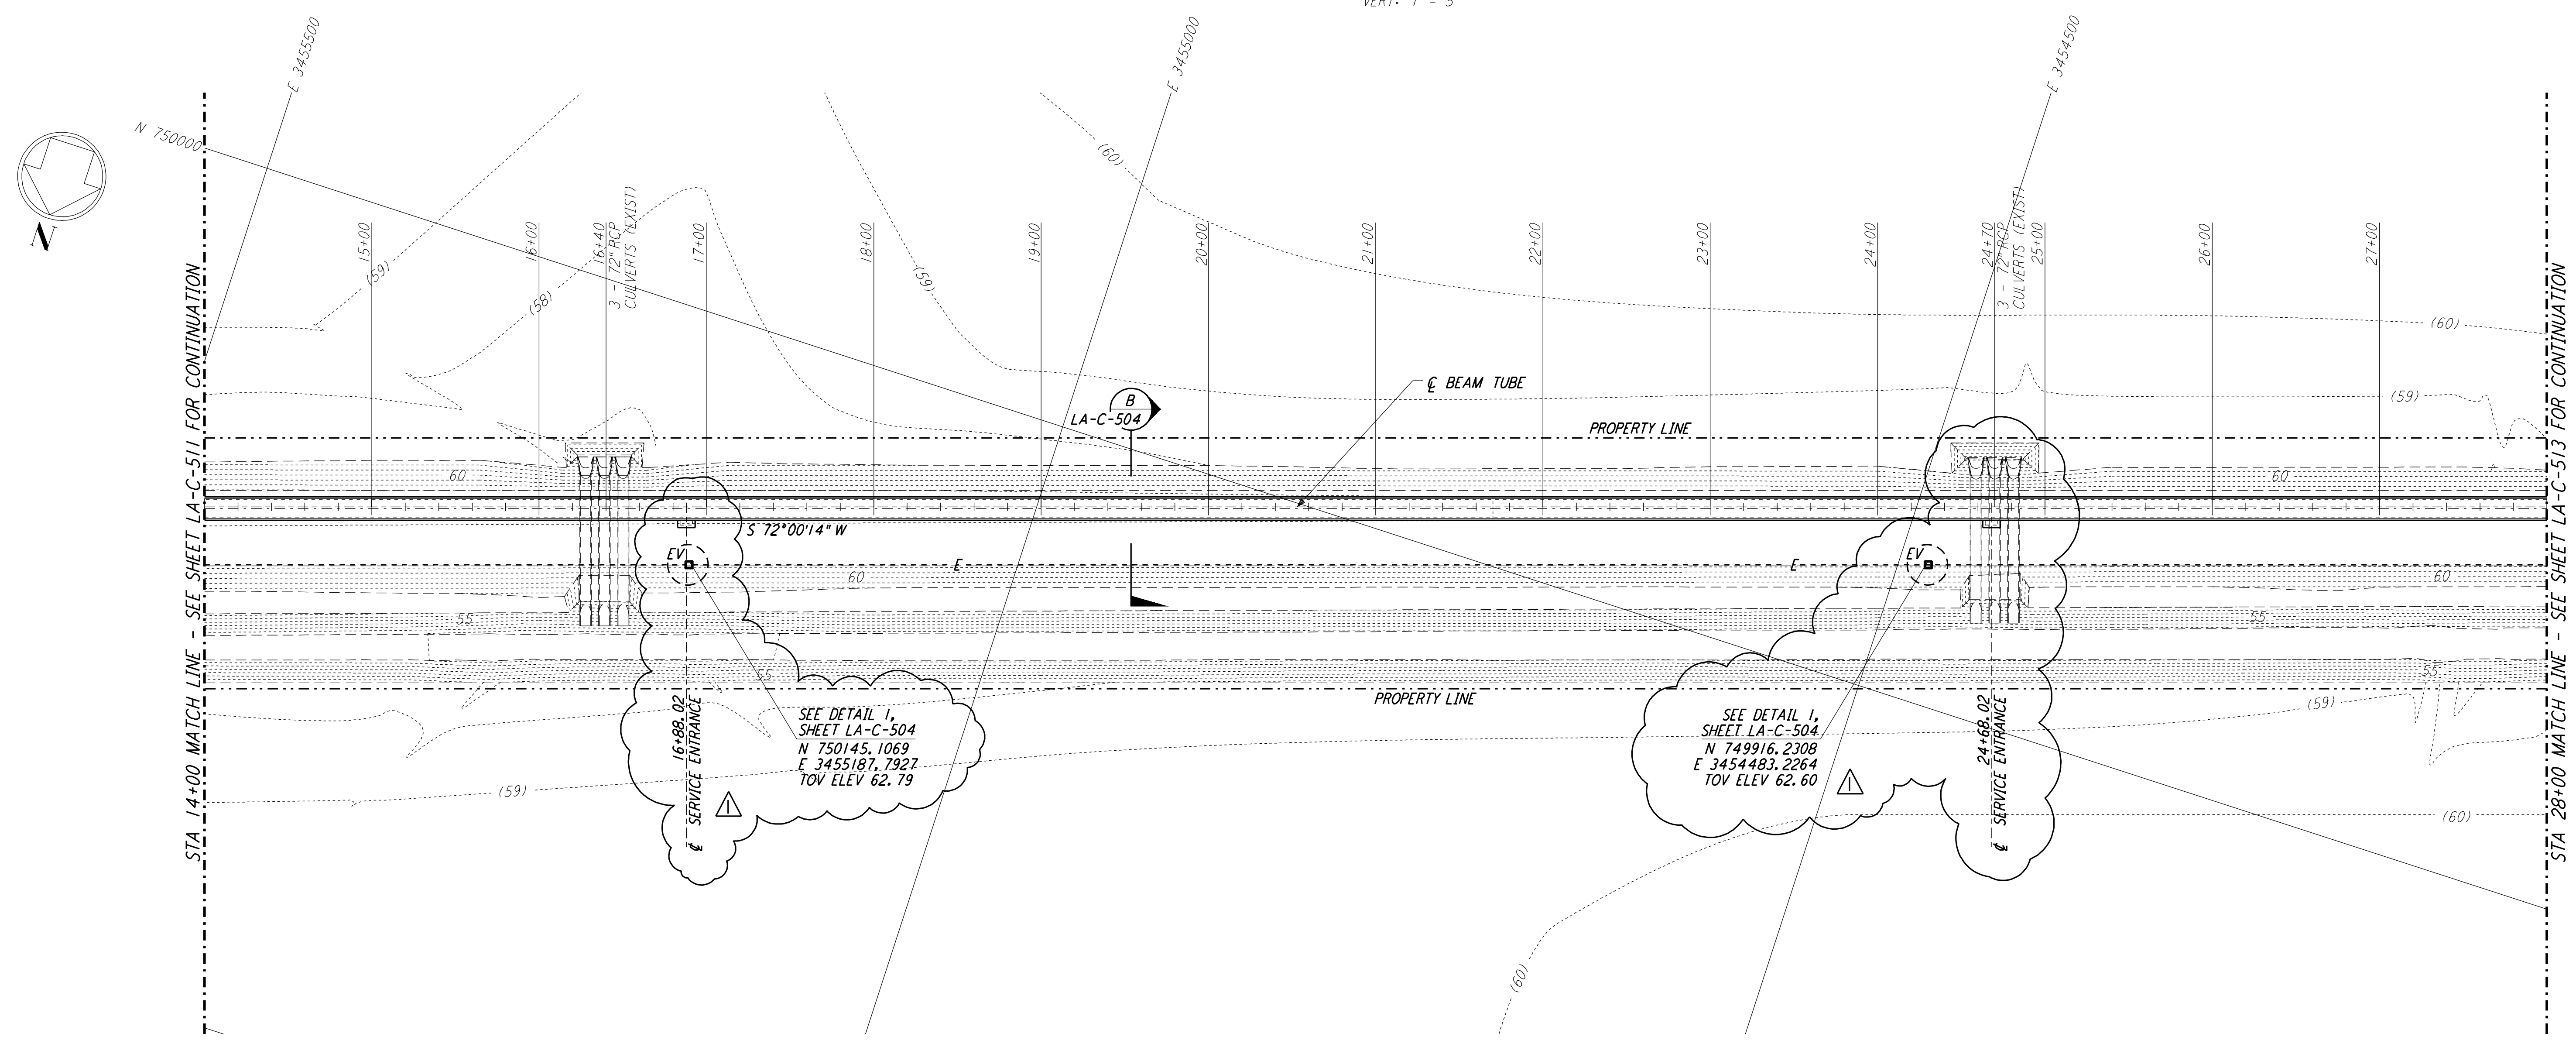 VERT. 1" = 5'
E 3455500
E 3455000
E 3454500
N 750000
N
(60)
(59)
(58)
(59)
(60)
(59)
15+00
16+00
16+40
3 - 72" RCP
CULVERTS (EXIST)
17+00
18+00
19+00
20+00
21+00
22+00
23+00
24+00
24+70
3 - 72" RCP
CULVERTS (EXIST)
25+00
26+00
27+00
STA 14+00 MATCH LINE - SEE SHEET LA-C-511 FOR CONTINUATION
STA 28+00 MATCH LINE - SEE SHEET LA-C-513 FOR CONTINUATION
B
LA-C-504
℄ BEAM TUBE
PROPERTY LINE
60
60
S 72°00'14" W
EV
E
E
EV
60
60
55
55
55
55
PROPERTY LINE
16+88.02
℄ SERVICE ENTRANCE
SEE DETAIL 1,
SHEET LA-C-504
N 750145.1069
E 3455187.7927
TOV ELEV 62.79
1
SEE DETAIL 1,
SHEET LA-C-504
N 749916.2308
E 3454483.2264
TOV ELEV 62.60
1
24+68.02
℄ SERVICE ENTRANCE
(59)
(59)
(60)
(60)